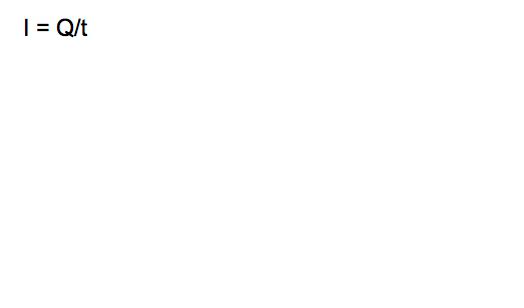 I = Q/t